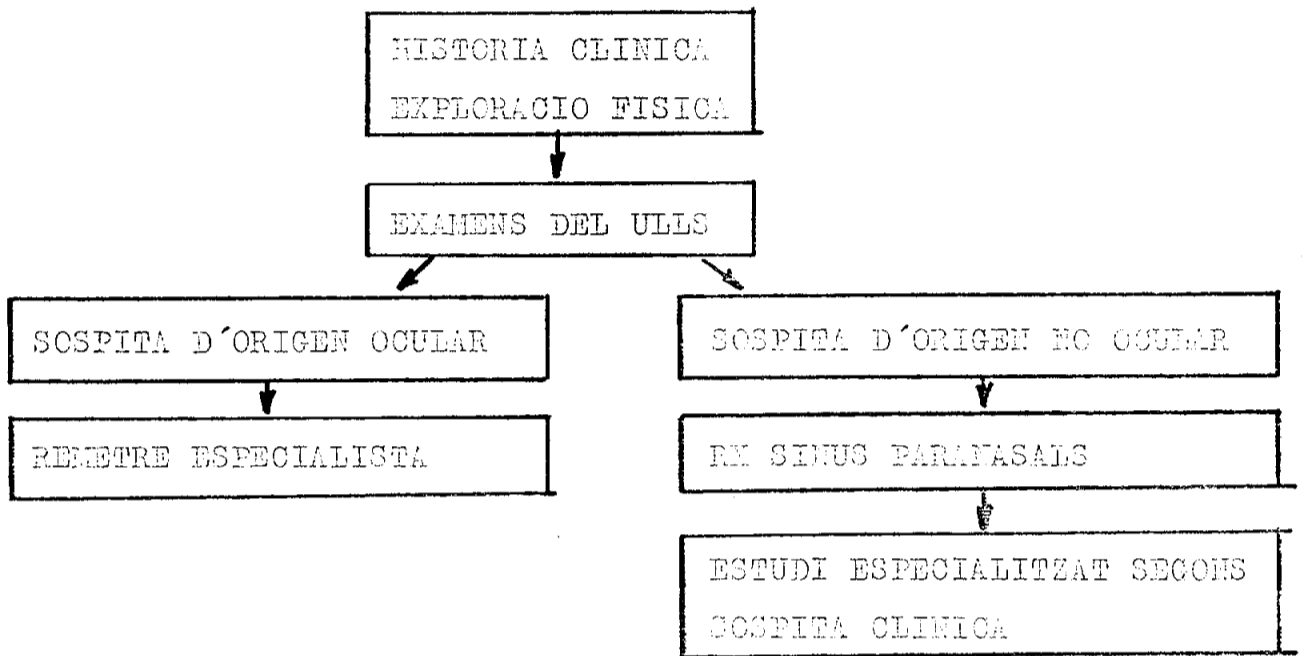 HISTORIA CLINICA
EXPLORACIO FISICA
EXAMENS DEL ULLS
SOSPITA D´ORIGEN OCULAR
SOSPITA D´ORIGEN NO OCULAR
REMETRE ESPECIALISTA
RX SINUS PARANASALS
ESTUDI ESPECIALITZAT SEGONS
SOSPITA CLINICA